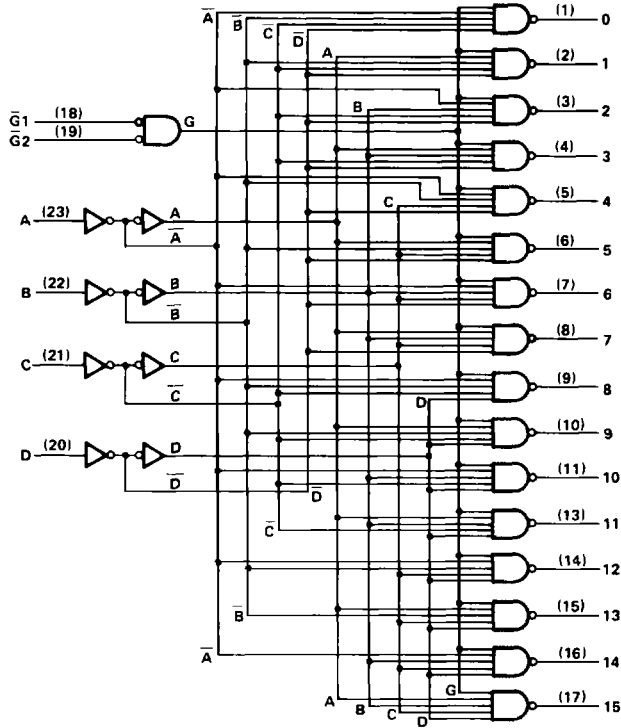 A̅ B̅ C̅ D̅ (1) 0
A (2) 1
B (3) 2
G̅1 (18) G
G̅2 (19)
(4) 3
C (5) 4
A (23) A
A̅
(6) 5
B (22) B (7) 6
B̅
(8) 7
C (21) C
C̅
D (9) 8
(10) 9
D (20) D
D̅ D̅
(11) 10
C̅ (13) 11
(14) 12
B̅ (15) 13
A̅ (16) 14
G
A B C D (17) 15